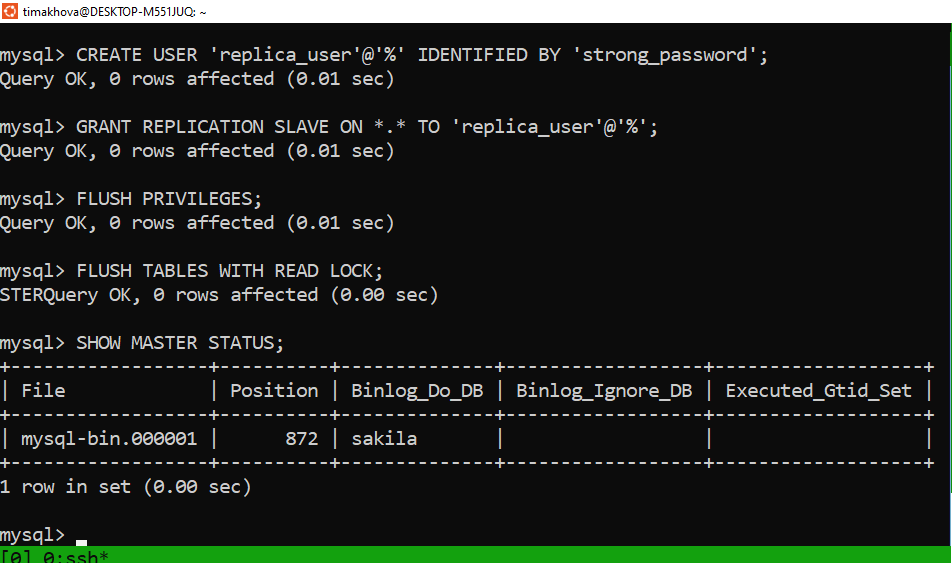 timakhova@DESKTOP-M551JUQ: ~
mysql> CREATE USER 'replica_user'@'%' IDENTIFIED BY 'strong_password';
Query OK, 0 rows affected (0.01 sec)
mysql> GRANT REPLICATION SLAVE ON *.* TO 'replica_user'@'%';
Query OK, 0 rows affected (0.01 sec)
mysql> FLUSH PRIVILEGES;
Query OK, 0 rows affected (0.01 sec)
mysql> FLUSH TABLES WITH READ LOCK;
STERQuery OK, 0 rows affected (0.00 sec)
mysql> SHOW MASTER STATUS;
+------------------+----------+--------------+------------------+-------------------+
| File             | Position | Binlog_Do_DB | Binlog_Ignore_DB | Executed_Gtid_Set |
+------------------+----------+--------------+------------------+-------------------+
| mysql-bin.000001 |      872 | sakila       |                  |                   |
+------------------+----------+--------------+------------------+-------------------+
1 row in set (0.00 sec)
mysql>
[0] 0:ssh*